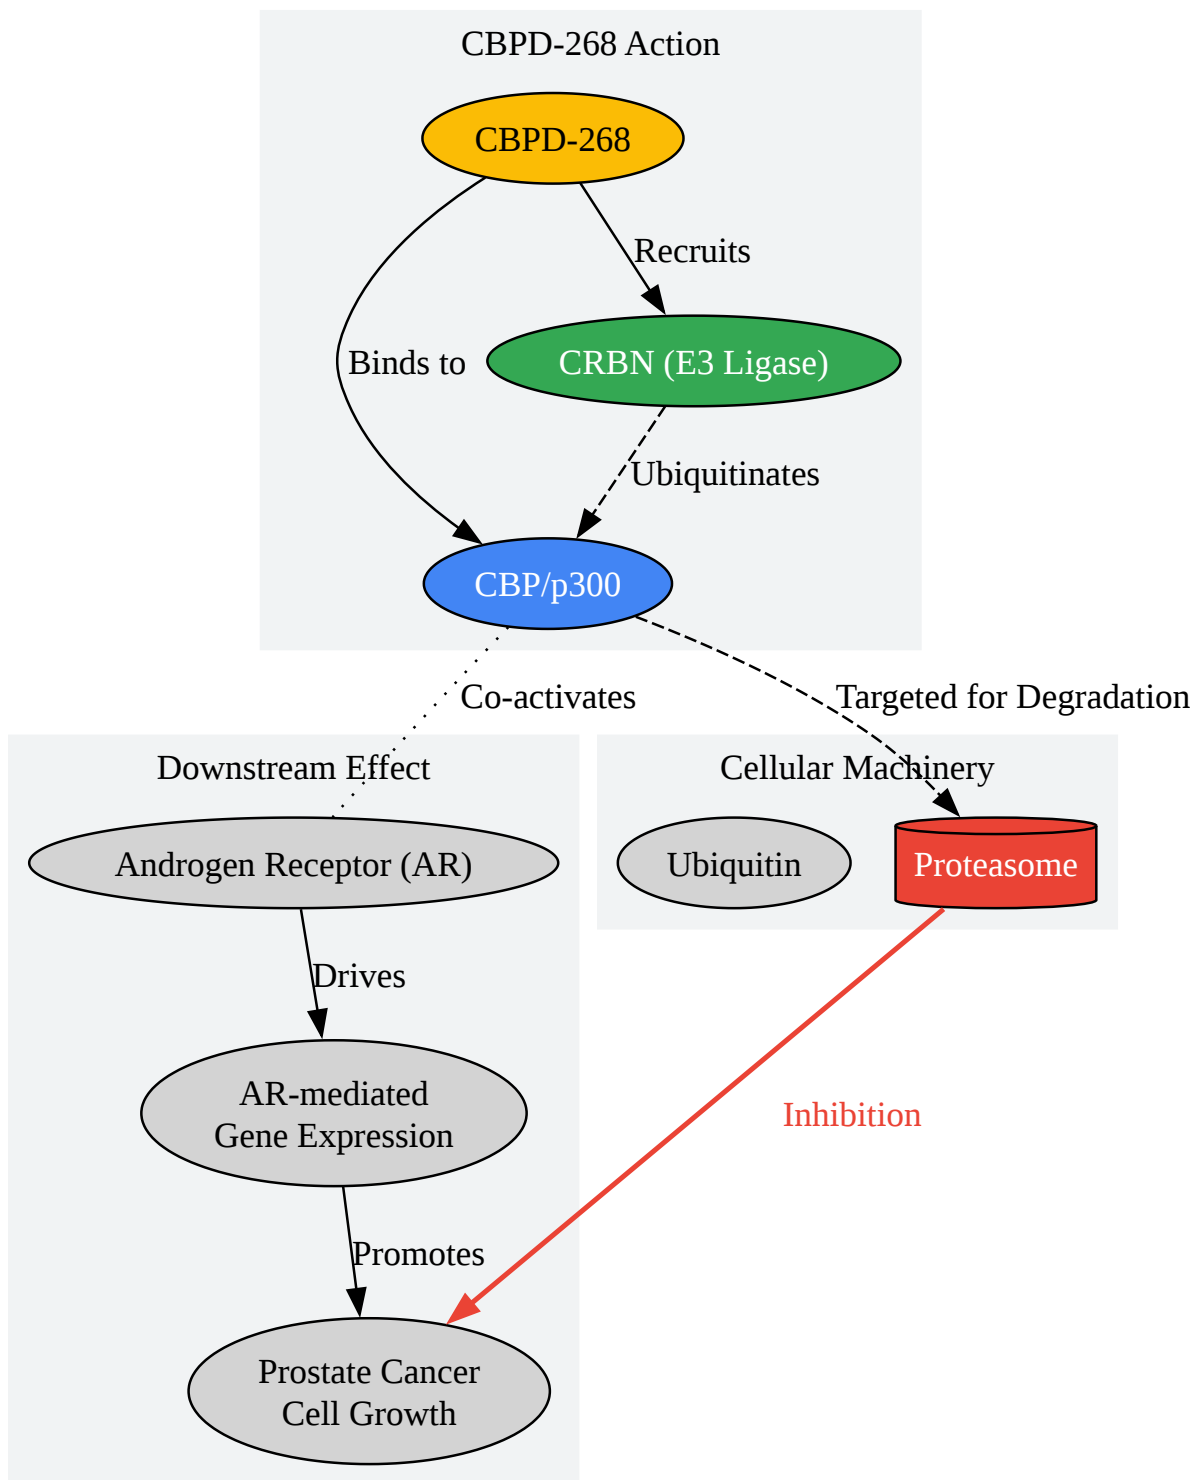 CBPD-268 Action
CBPD-268
Recruits
Binds to
CRBN (E3 Ligase)
Ubiquitinates
CBP/p300
Co-activates
Targeted for Degradation
Downstream Effect
Cellular Machinery
Androgen Receptor (AR)
Ubiquitin
Proteasome
Drives
AR-mediated
Gene Expression
Inhibition
Promotes
Prostate Cancer
Cell Growth